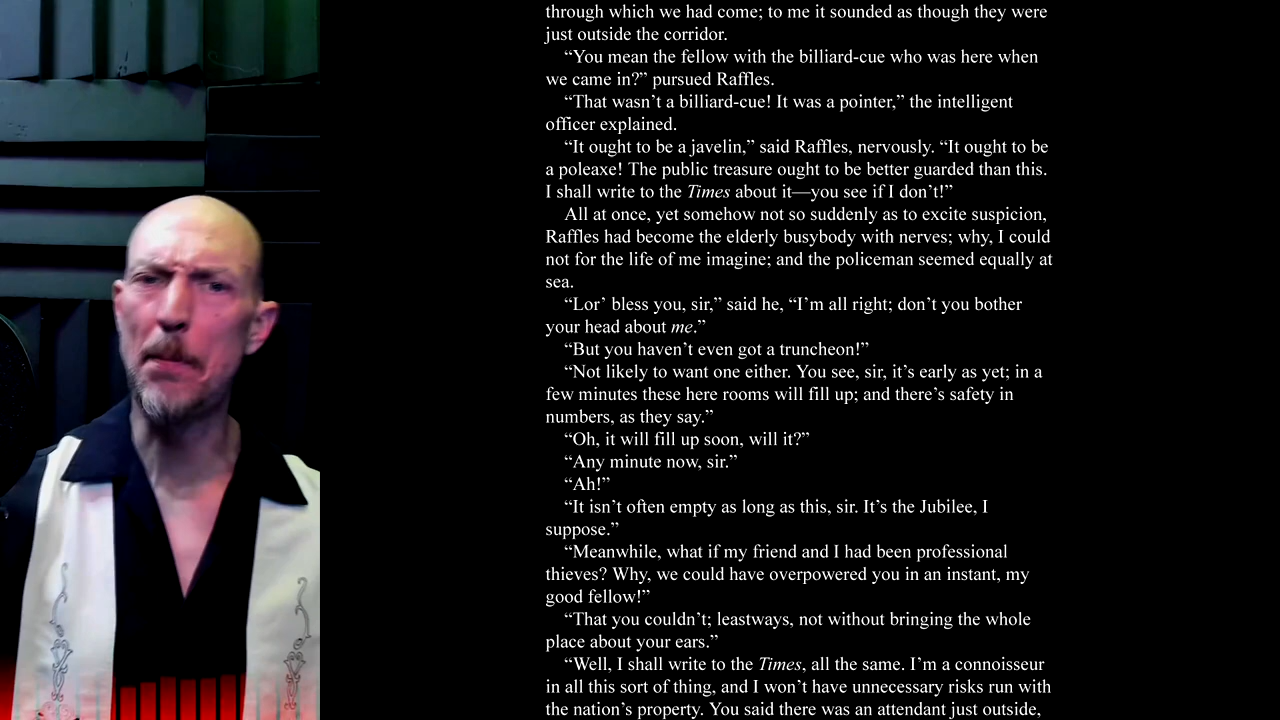 through which we had come; to me it sounded as though they were
just outside the corridor.
“You mean the fellow with the billiard-cue who was here when
we came in?” pursued Raffles.
“That wasn’t a billiard-cue! It was a pointer,” the intelligent
officer explained.
“It ought to be a javelin,” said Raffles, nervously. “It ought to be
a poleaxe! The public treasure ought to be better guarded than this.
I shall write to the Times about it—you see if I don’t!”
All at once, yet somehow not so suddenly as to excite suspicion,
Raffles had become the elderly busybody with nerves; why, I could
not for the life of me imagine; and the policeman seemed equally at
sea.
“Lor’ bless you, sir,” said he, “I’m all right; don’t you bother
your head about me.”
“But you haven’t even got a truncheon!”
“Not likely to want one either. You see, sir, it’s early as yet; in a
few minutes these here rooms will fill up; and there’s safety in
numbers, as they say.”
“Oh, it will fill up soon, will it?”
“Any minute now, sir.”
“Ah!”
“It isn’t often empty as long as this, sir. It’s the Jubilee, I
suppose.”
“Meanwhile, what if my friend and I had been professional
thieves? Why, we could have overpowered you in an instant, my
good fellow!”
“That you couldn’t; leastways, not without bringing the whole
place about your ears.”
“Well, I shall write to the Times, all the same. I’m a connoisseur
in all this sort of thing, and I won’t have unnecessary risks run with
the nation’s property. You said there was an attendant just outside,